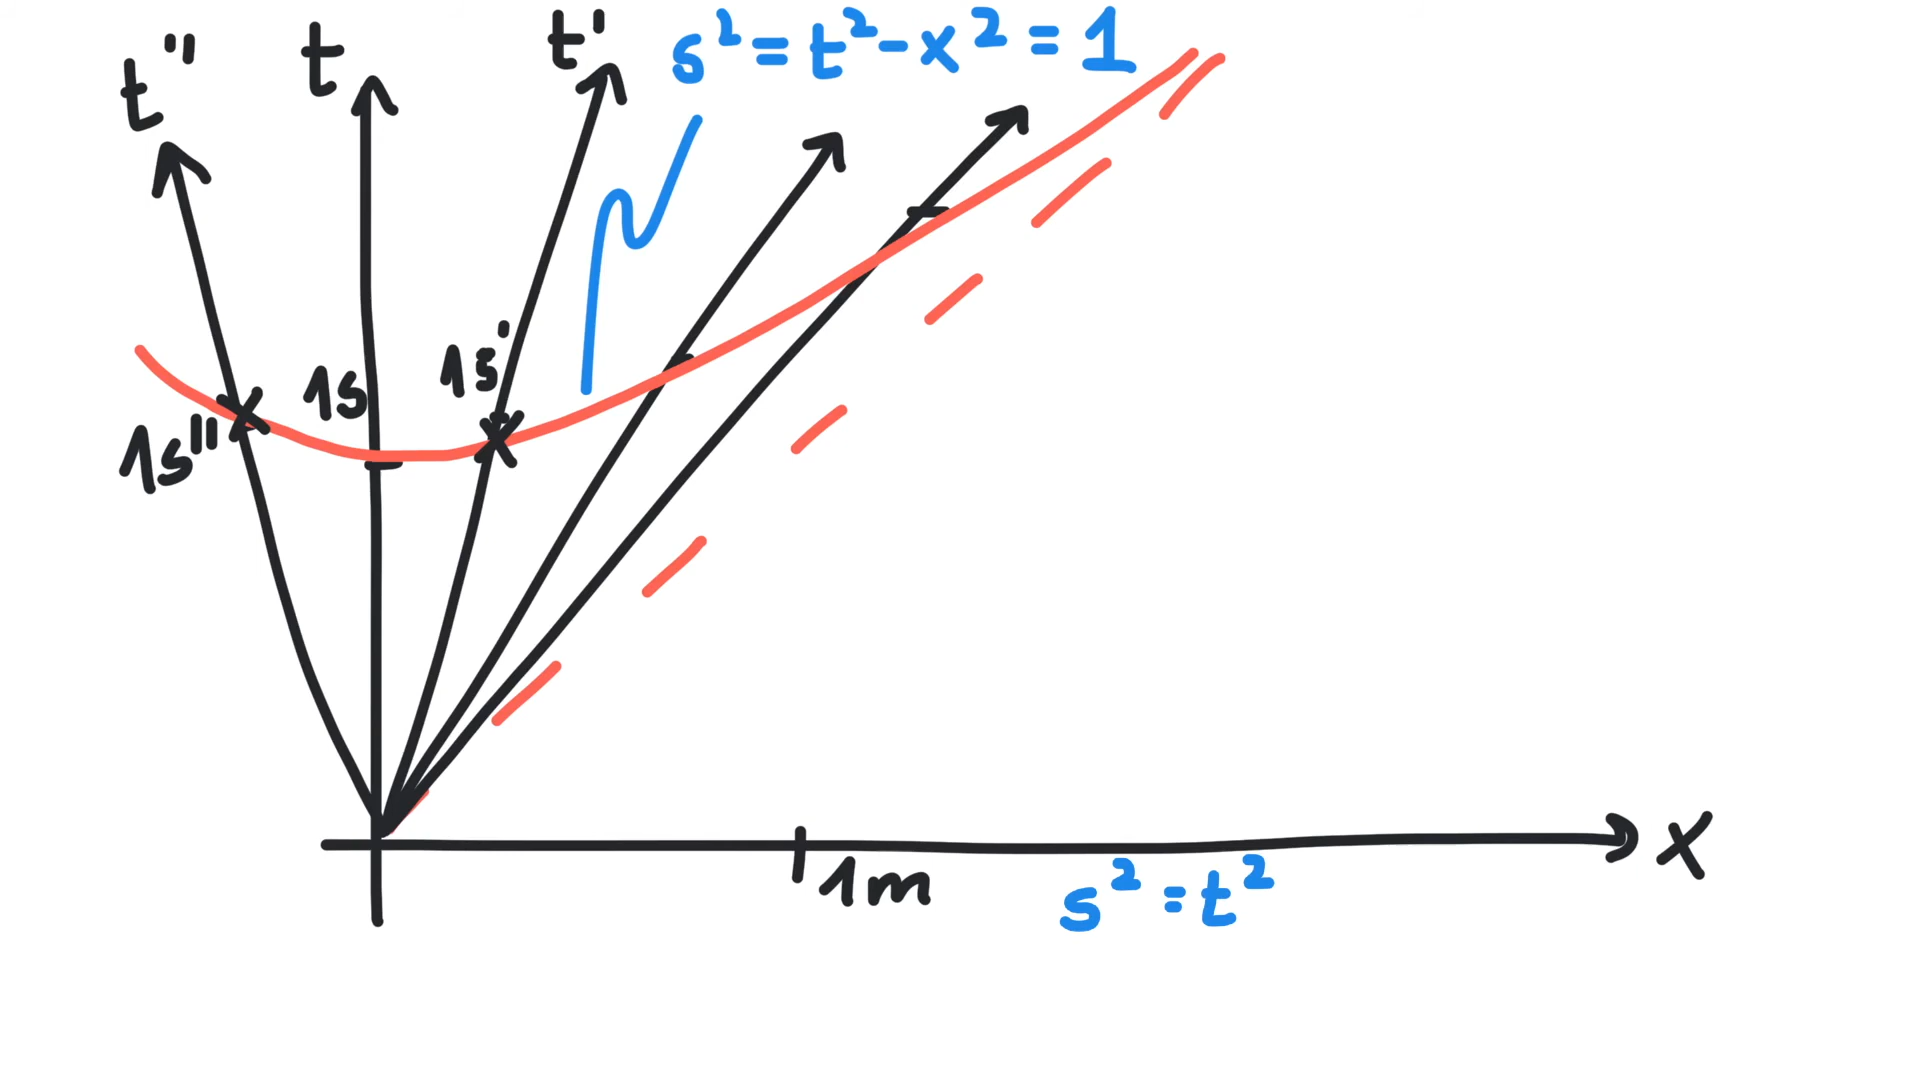 t" t t' s² = t² - x² = 1
1s" 1s 1s'
x
1m s² = t²